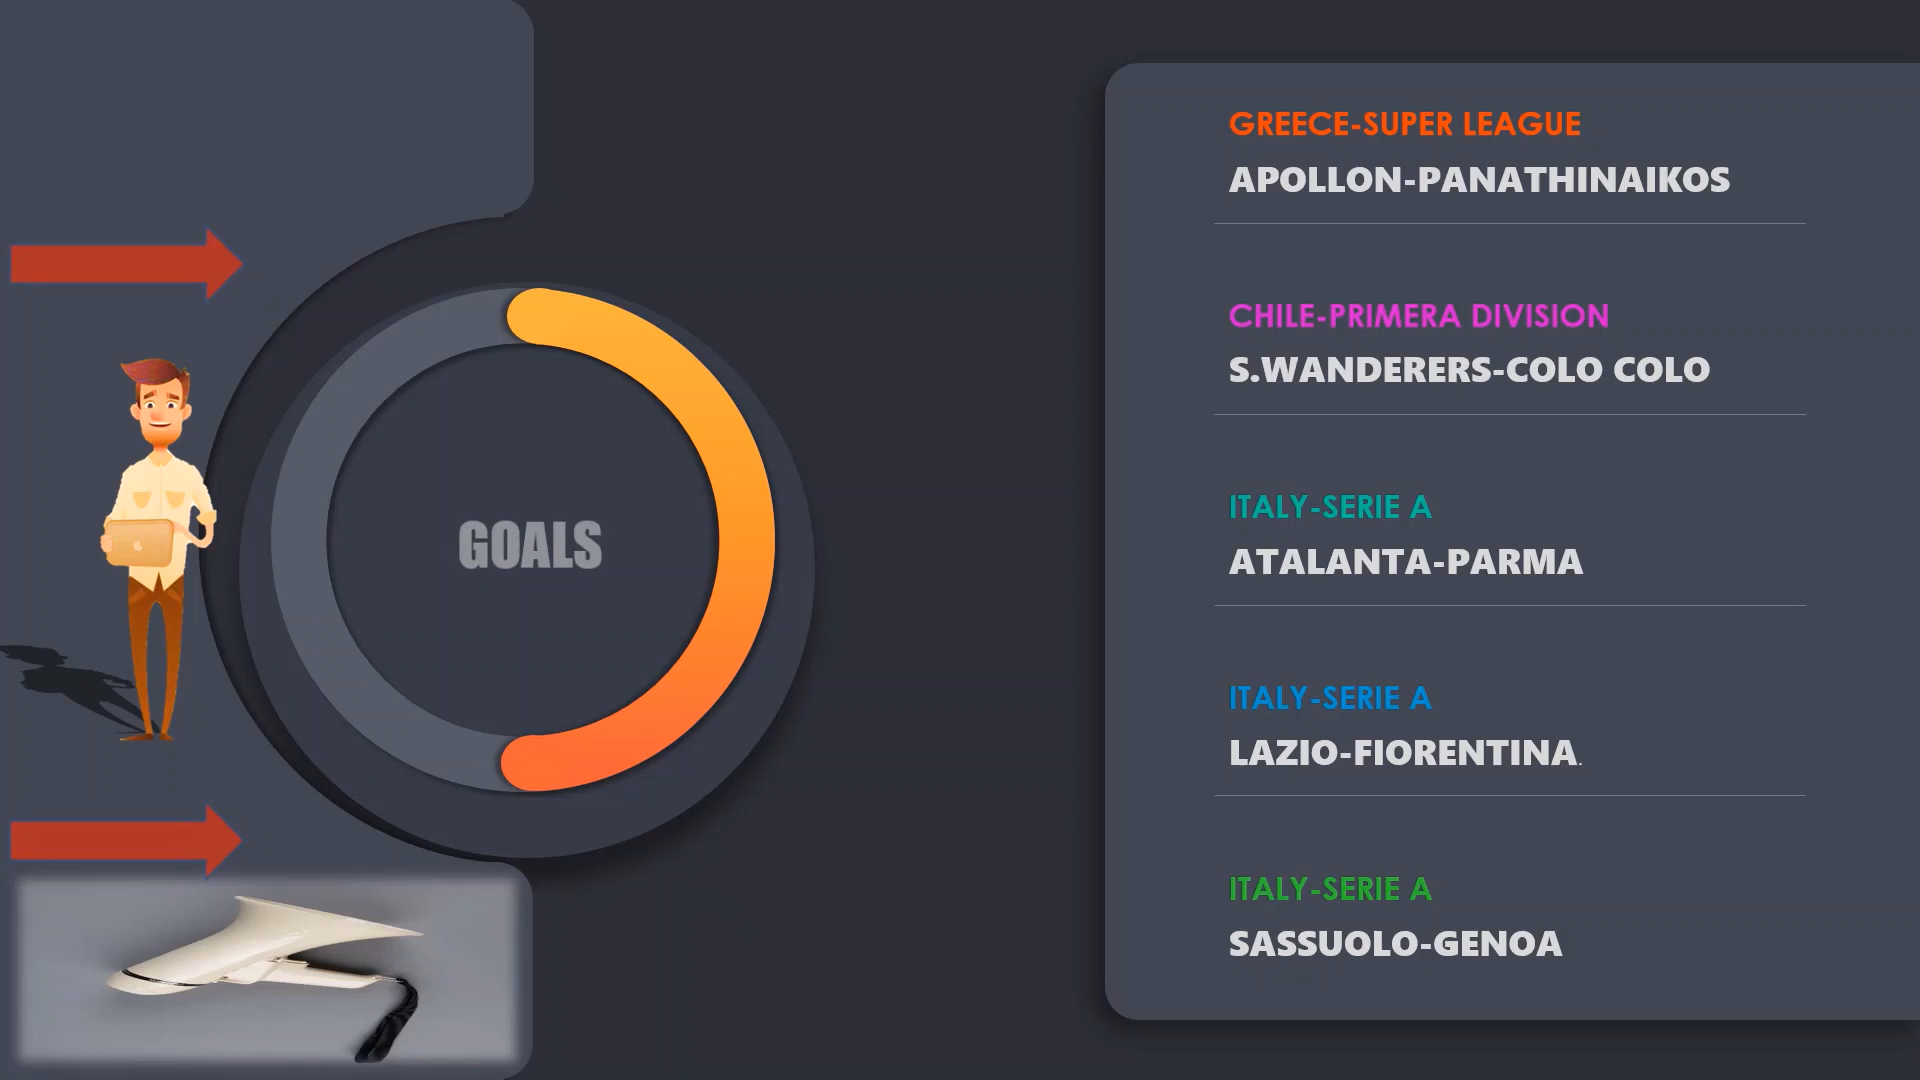 GOALS
GREECE-SUPER LEAGUE
APOLLON-PANATHINAIKOS
CHILE-PRIMERA DIVISION
S.WANDERERS-COLO COLO
ITALY-SERIE A
ATALANTA-PARMA
ITALY-SERIE A
LAZIO-FIORENTINA.
ITALY-SERIE A
SASSUOLO-GENOA